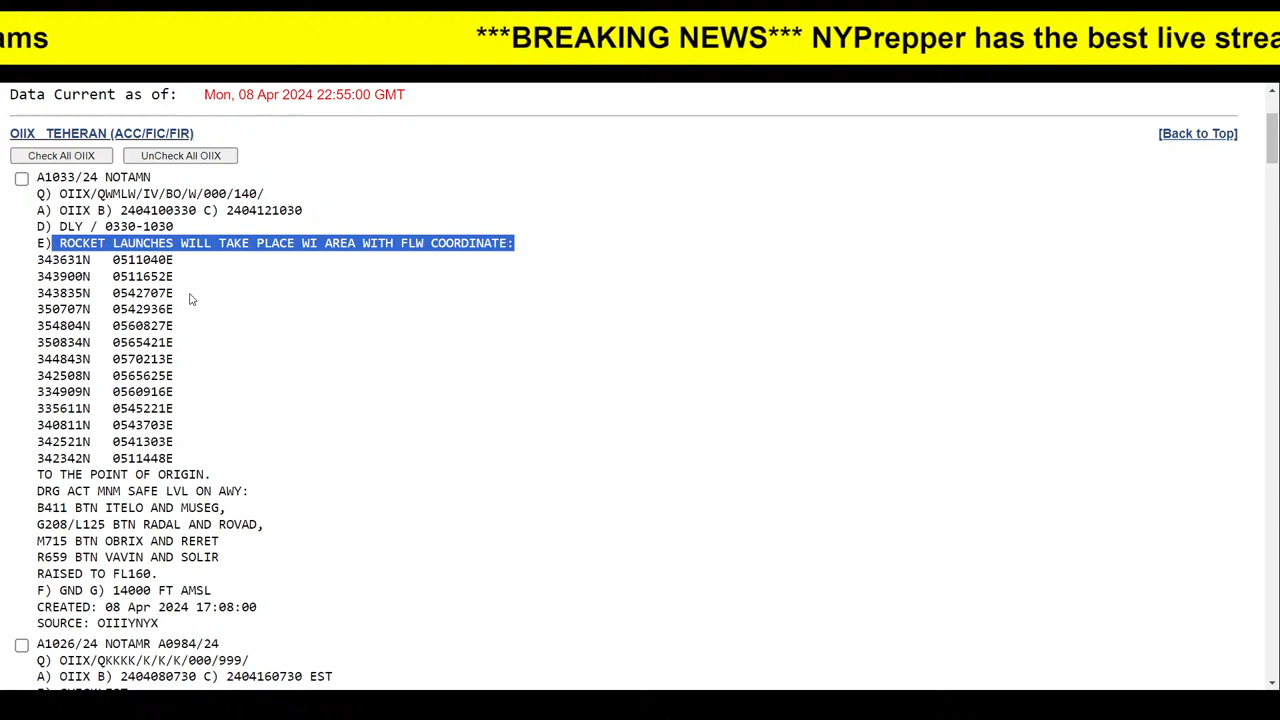 ams ***BREAKING NEWS*** NYPrepper has the best live strea
Data Current as of: Mon, 08 Apr 2024 22:55:00 GMT
OIIX TEHERAN (ACC/FIC/FIR) [Back to Top]
Check All OIIX UnCheck All OIIX
A1033/24 NOTAMN
Q) OIIX/QWMLW/IV/BO/W/000/140/
A) OIIX B) 2404100330 C) 2404121030
D) DLY / 0330-1030
E) ROCKET LAUNCHES WILL TAKE PLACE WI AREA WITH FLW COORDINATE:
343631N 0511040E
343900N 0511652E
343835N 0542707E
350707N 0542936E
354804N 0560827E
350834N 0565421E
344843N 0570213E
342508N 0565625E
334909N 0560916E
335611N 0545221E
340811N 0543703E
342521N 0541303E
342342N 0511448E
TO THE POINT OF ORIGIN.
DRG ACT MNM SAFE LVL ON AWY:
B411 BTN ITELO AND MUSEG,
G208/L125 BTN RADAL AND ROVAD,
M715 BTN OBRIX AND RERET
R659 BTN VAVIN AND SOLIR
RAISED TO FL160.
F) GND G) 14000 FT AMSL
CREATED: 08 Apr 2024 17:08:00
SOURCE: OIIIYNYX
A1026/24 NOTAMR A0984/24
Q) OIIX/QKKKK/K/K/K/000/999/
A) OIIX B) 2404080730 C) 2404160730 EST